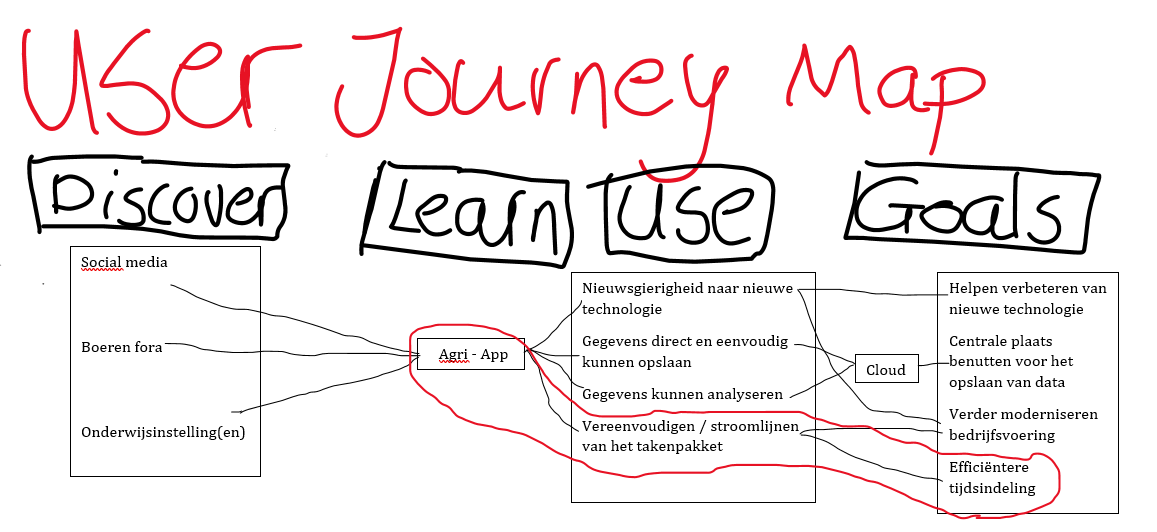 User Journey Map
Discover
Learn
Use
Goals
Social media
Boeren fora
Onderwijsinstelling(en)
Agri - App
Nieuwsgierigheid naar nieuwe
technologie
Gegevens direct en eenvoudig
kunnen opslaan
Gegevens kunnen analyseren
Vereenvoudigen / stroomlijnen
van het takenpakket
Cloud
Helpen verbeteren van
nieuwe technologie
Centrale plaats
benutten voor het
opslaan van data
Verder moderniseren
bedrijfsvoering
Efficiëntere
tijdsindeling